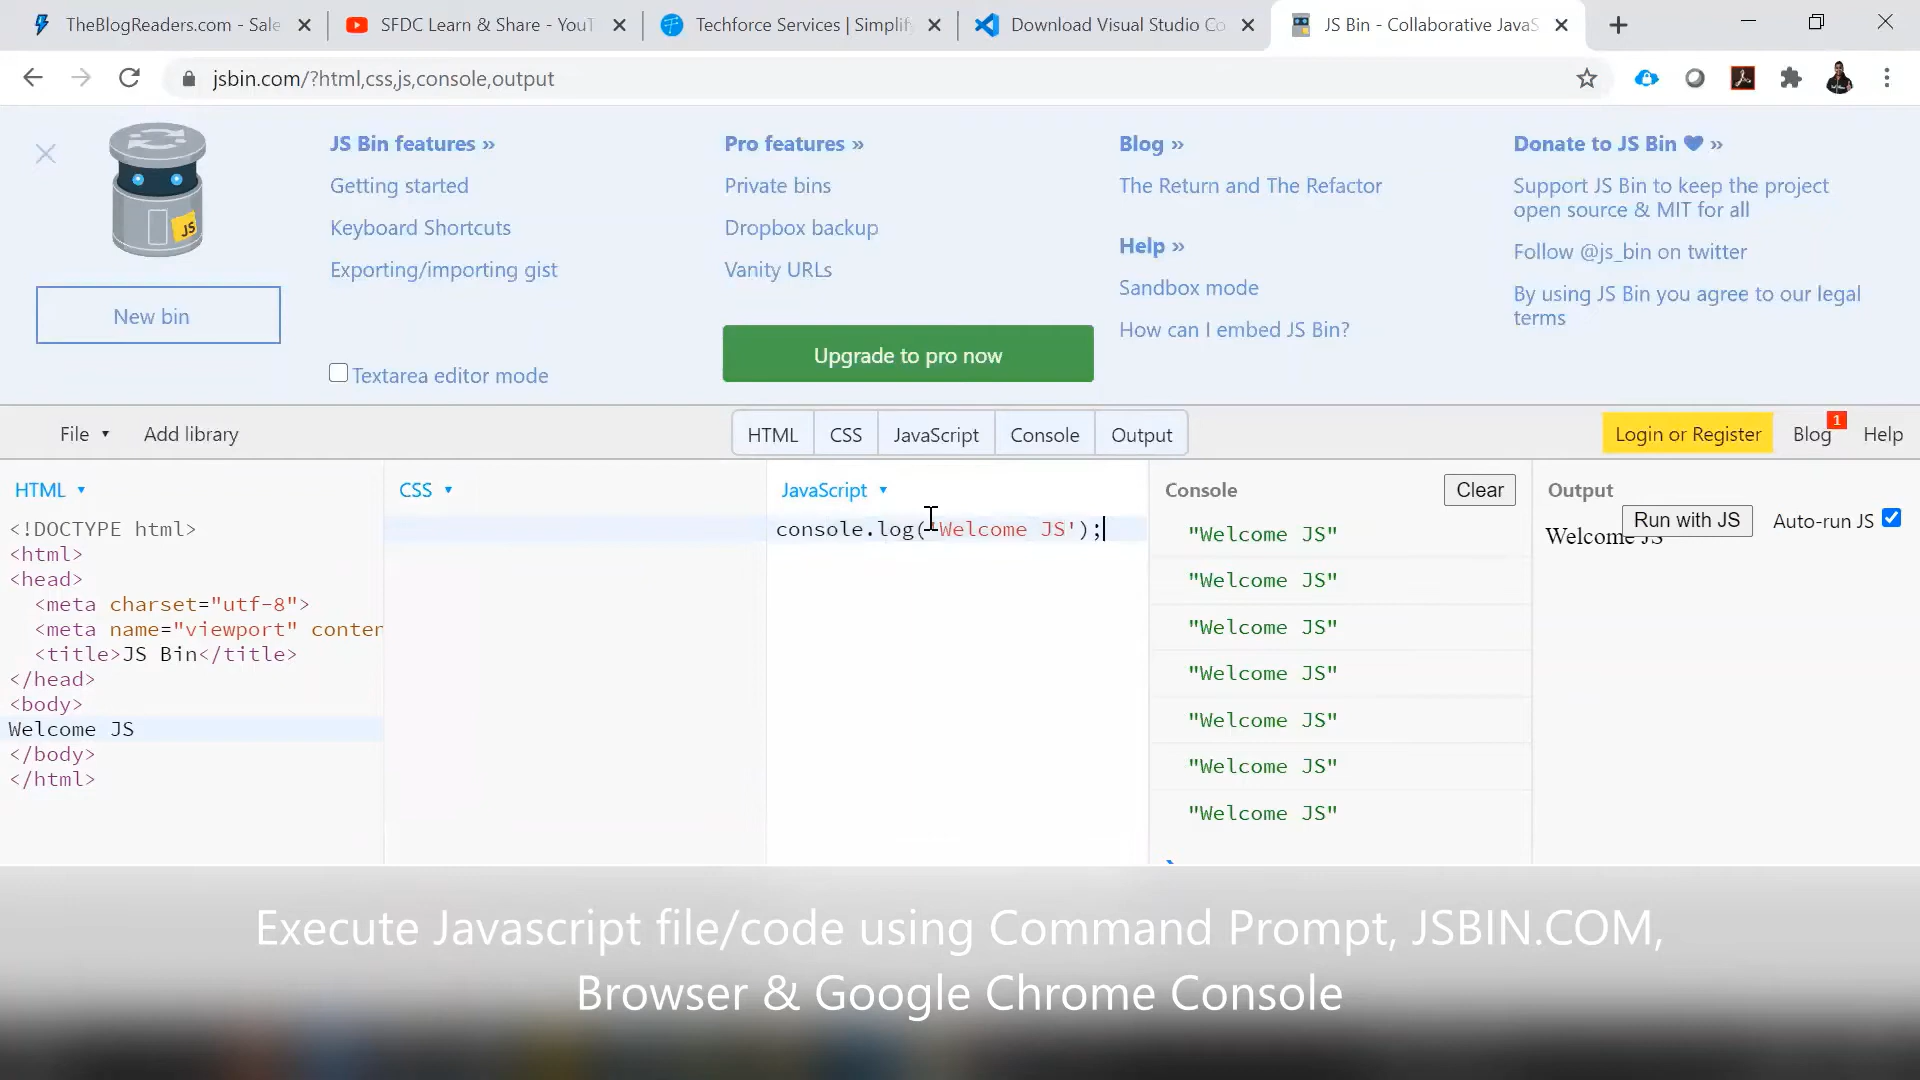 TheBlogReaders.com - Sale
SFDC Learn & Share - YouT
Techforce Services | Simplify
Download Visual Studio Co
JS Bin - Collaborative JavaS
jsbin.com/?html,css,js,console,output
JS Bin features »
Getting started
Keyboard Shortcuts
Exporting/importing gist
Textarea editor mode
JS
New bin
Pro features »
Private bins
Dropbox backup
Vanity URLs
Upgrade to pro now
Blog »
The Return and The Refactor
Help »
Sandbox mode
How can I embed JS Bin?
Donate to JS Bin ♥ »
Support JS Bin to keep the project
open source & MIT for all
Follow @js_bin on twitter
By using JS Bin you agree to our legal
terms
File Add library
HTML CSS JavaScript Console Output
Login or Register Blog 1 Help
HTML
<!DOCTYPE html>
<html>
<head>
<meta charset="utf-8">
<meta name="viewport" conten
<title>JS Bin</title>
</head>
<body>
Welcome JS
</body>
</html>
CSS
JavaScript
console.log('Welcome JS');
Console Clear
"Welcome JS"
"Welcome JS"
"Welcome JS"
"Welcome JS"
"Welcome JS"
"Welcome JS"
"Welcome JS"
Output
Run with JS Auto-run JS
Welcome JS
Execute Javascript file/code using Command Prompt, JSBIN.COM,
Browser & Google Chrome Console